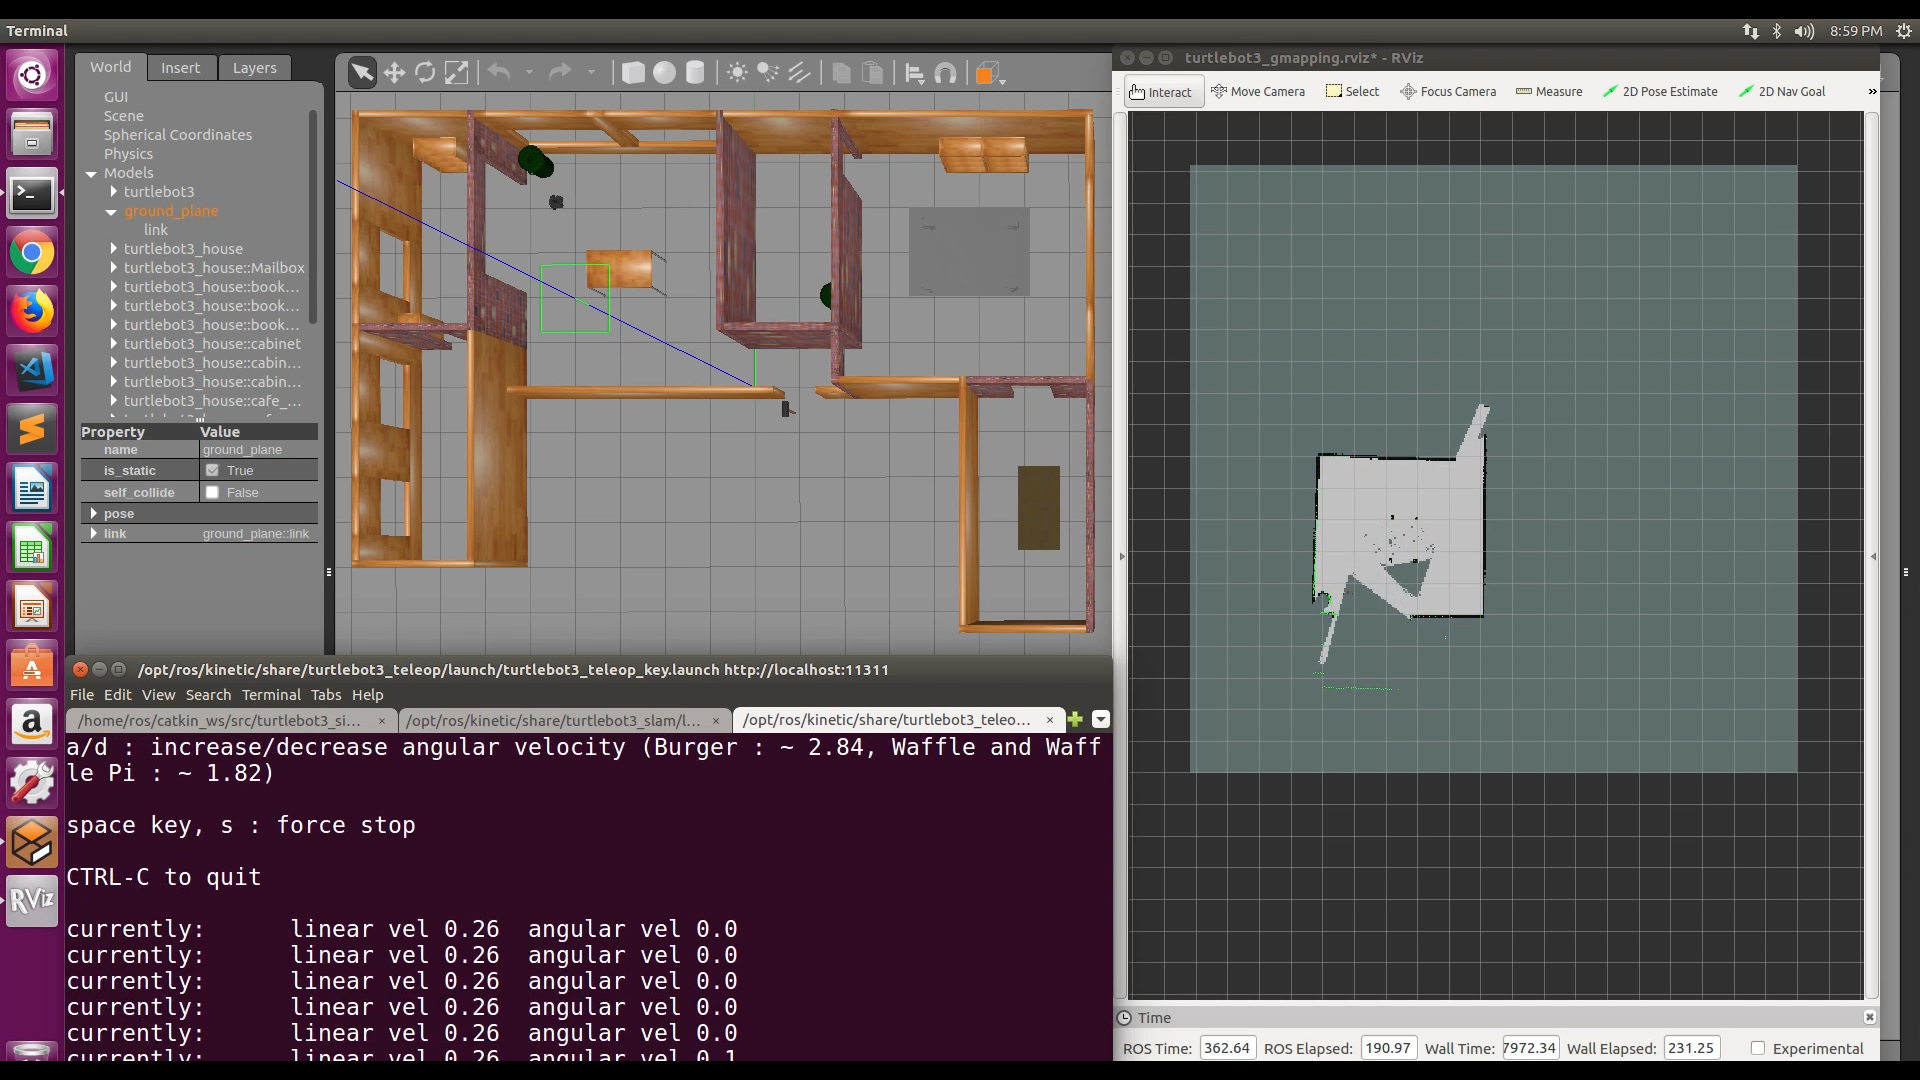 Terminal
8:59 PM
World
Insert
Layers
GUI
Scene
Spherical Coordinates
Physics
Models
turtlebot3
ground_plane
link
turtlebot3_house
turtlebot3_house::Mailbox
turtlebot3_house::book...
turtlebot3_house::book...
turtlebot3_house::book...
turtlebot3_house::cabinet
turtlebot3_house::cabin...
turtlebot3_house::cabin...
turtlebot3_house::cafe_...
Property Value
name ground_plane
is_static True
self_collide False
pose
link ground_plane::link
turtlebot3_gmapping.rviz* - RViz
Interact Move Camera Select Focus Camera Measure 2D Pose Estimate 2D Nav Goal »
/opt/ros/kinetic/share/turtlebot3_teleop/launch/turtlebot3_teleop_key.launch http://localhost:11311
File Edit View Search Terminal Tabs Help
/home/ros/catkin_ws/src/turtlebot3_si... × /opt/ros/kinetic/share/turtlebot3_slam/l... × /opt/ros/kinetic/share/turtlebot3_teleo... ×
a/d : increase/decrease angular velocity (Burger : ~ 2.84, Waffle and Waff
le Pi : ~ 1.82)
space key, s : force stop
CTRL-C to quit
currently: linear vel 0.26 angular vel 0.0
currently: linear vel 0.26 angular vel 0.0
currently: linear vel 0.26 angular vel 0.0
currently: linear vel 0.26 angular vel 0.0
currently: linear vel 0.26 angular vel 0.0
currently: linear vel 0.26 angular vel 0.1
RViz
Time
ROS Time: 362.64 ROS Elapsed: 190.97 Wall Time: 7972.34 Wall Elapsed: 231.25 Experimental